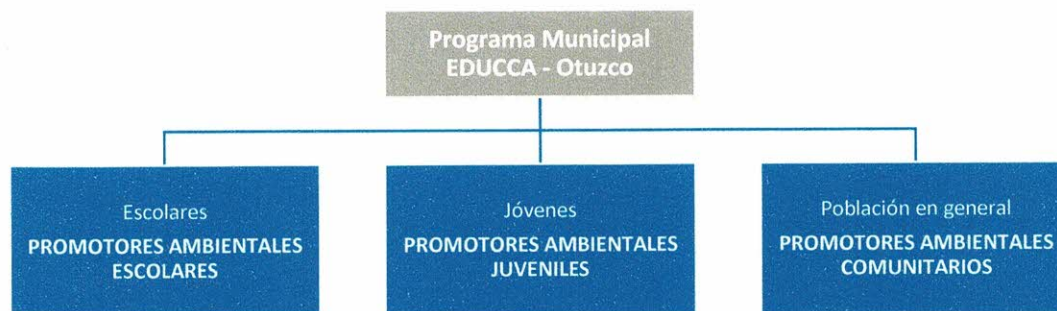 Programa Municipal
EDUCCA - Otuzco
Escolares
PROMOTORES AMBIENTALES
ESCOLARES
Jóvenes
PROMOTORES AMBIENTALES
JUVENILES
Población en general
PROMOTORES AMBIENTALES
COMUNITARIOS